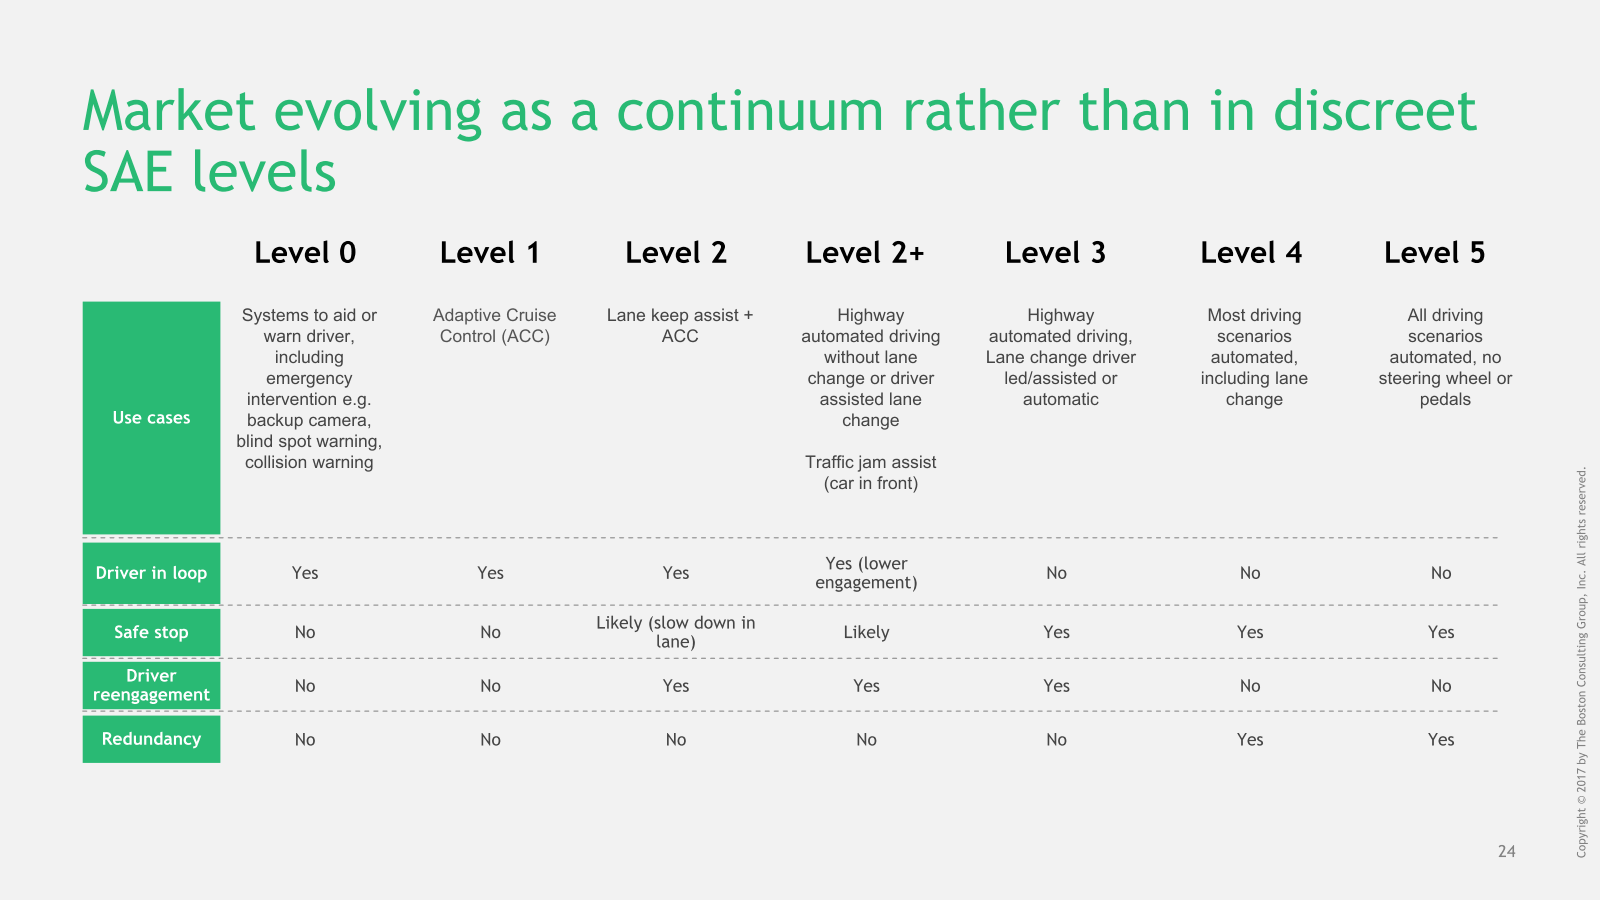 Market evolving as a continuum rather than in discreet
SAE levels
Level 0
Level 1
Level 2
Level 2+
Level 3
Level 4
Level 5
Use cases
Systems to aid or
warn driver,
including
emergency
intervention e.g.
backup camera,
blind spot warning,
collision warning
Adaptive Cruise
Control (ACC)
Lane keep assist +
ACC
Highway
automated driving
without lane
change or driver
assisted lane
change
Traffic jam assist
(car in front)
Highway
automated driving,
Lane change driver
led/assisted or
automatic
Most driving
scenarios
automated,
including lane
change
All driving
scenarios
automated, no
steering wheel or
pedals
Driver in loop
Yes
Yes
Yes
Yes (lower
engagement)
No
No
No
Safe stop
No
No
Likely (slow down in
lane)
Likely
Yes
Yes
Yes
Driver
reengagement
No
No
Yes
Yes
Yes
No
No
Redundancy
No
No
No
No
No
Yes
Yes
24
Copyright © 2017 by The Boston Consulting Group, Inc. All rights reserved.